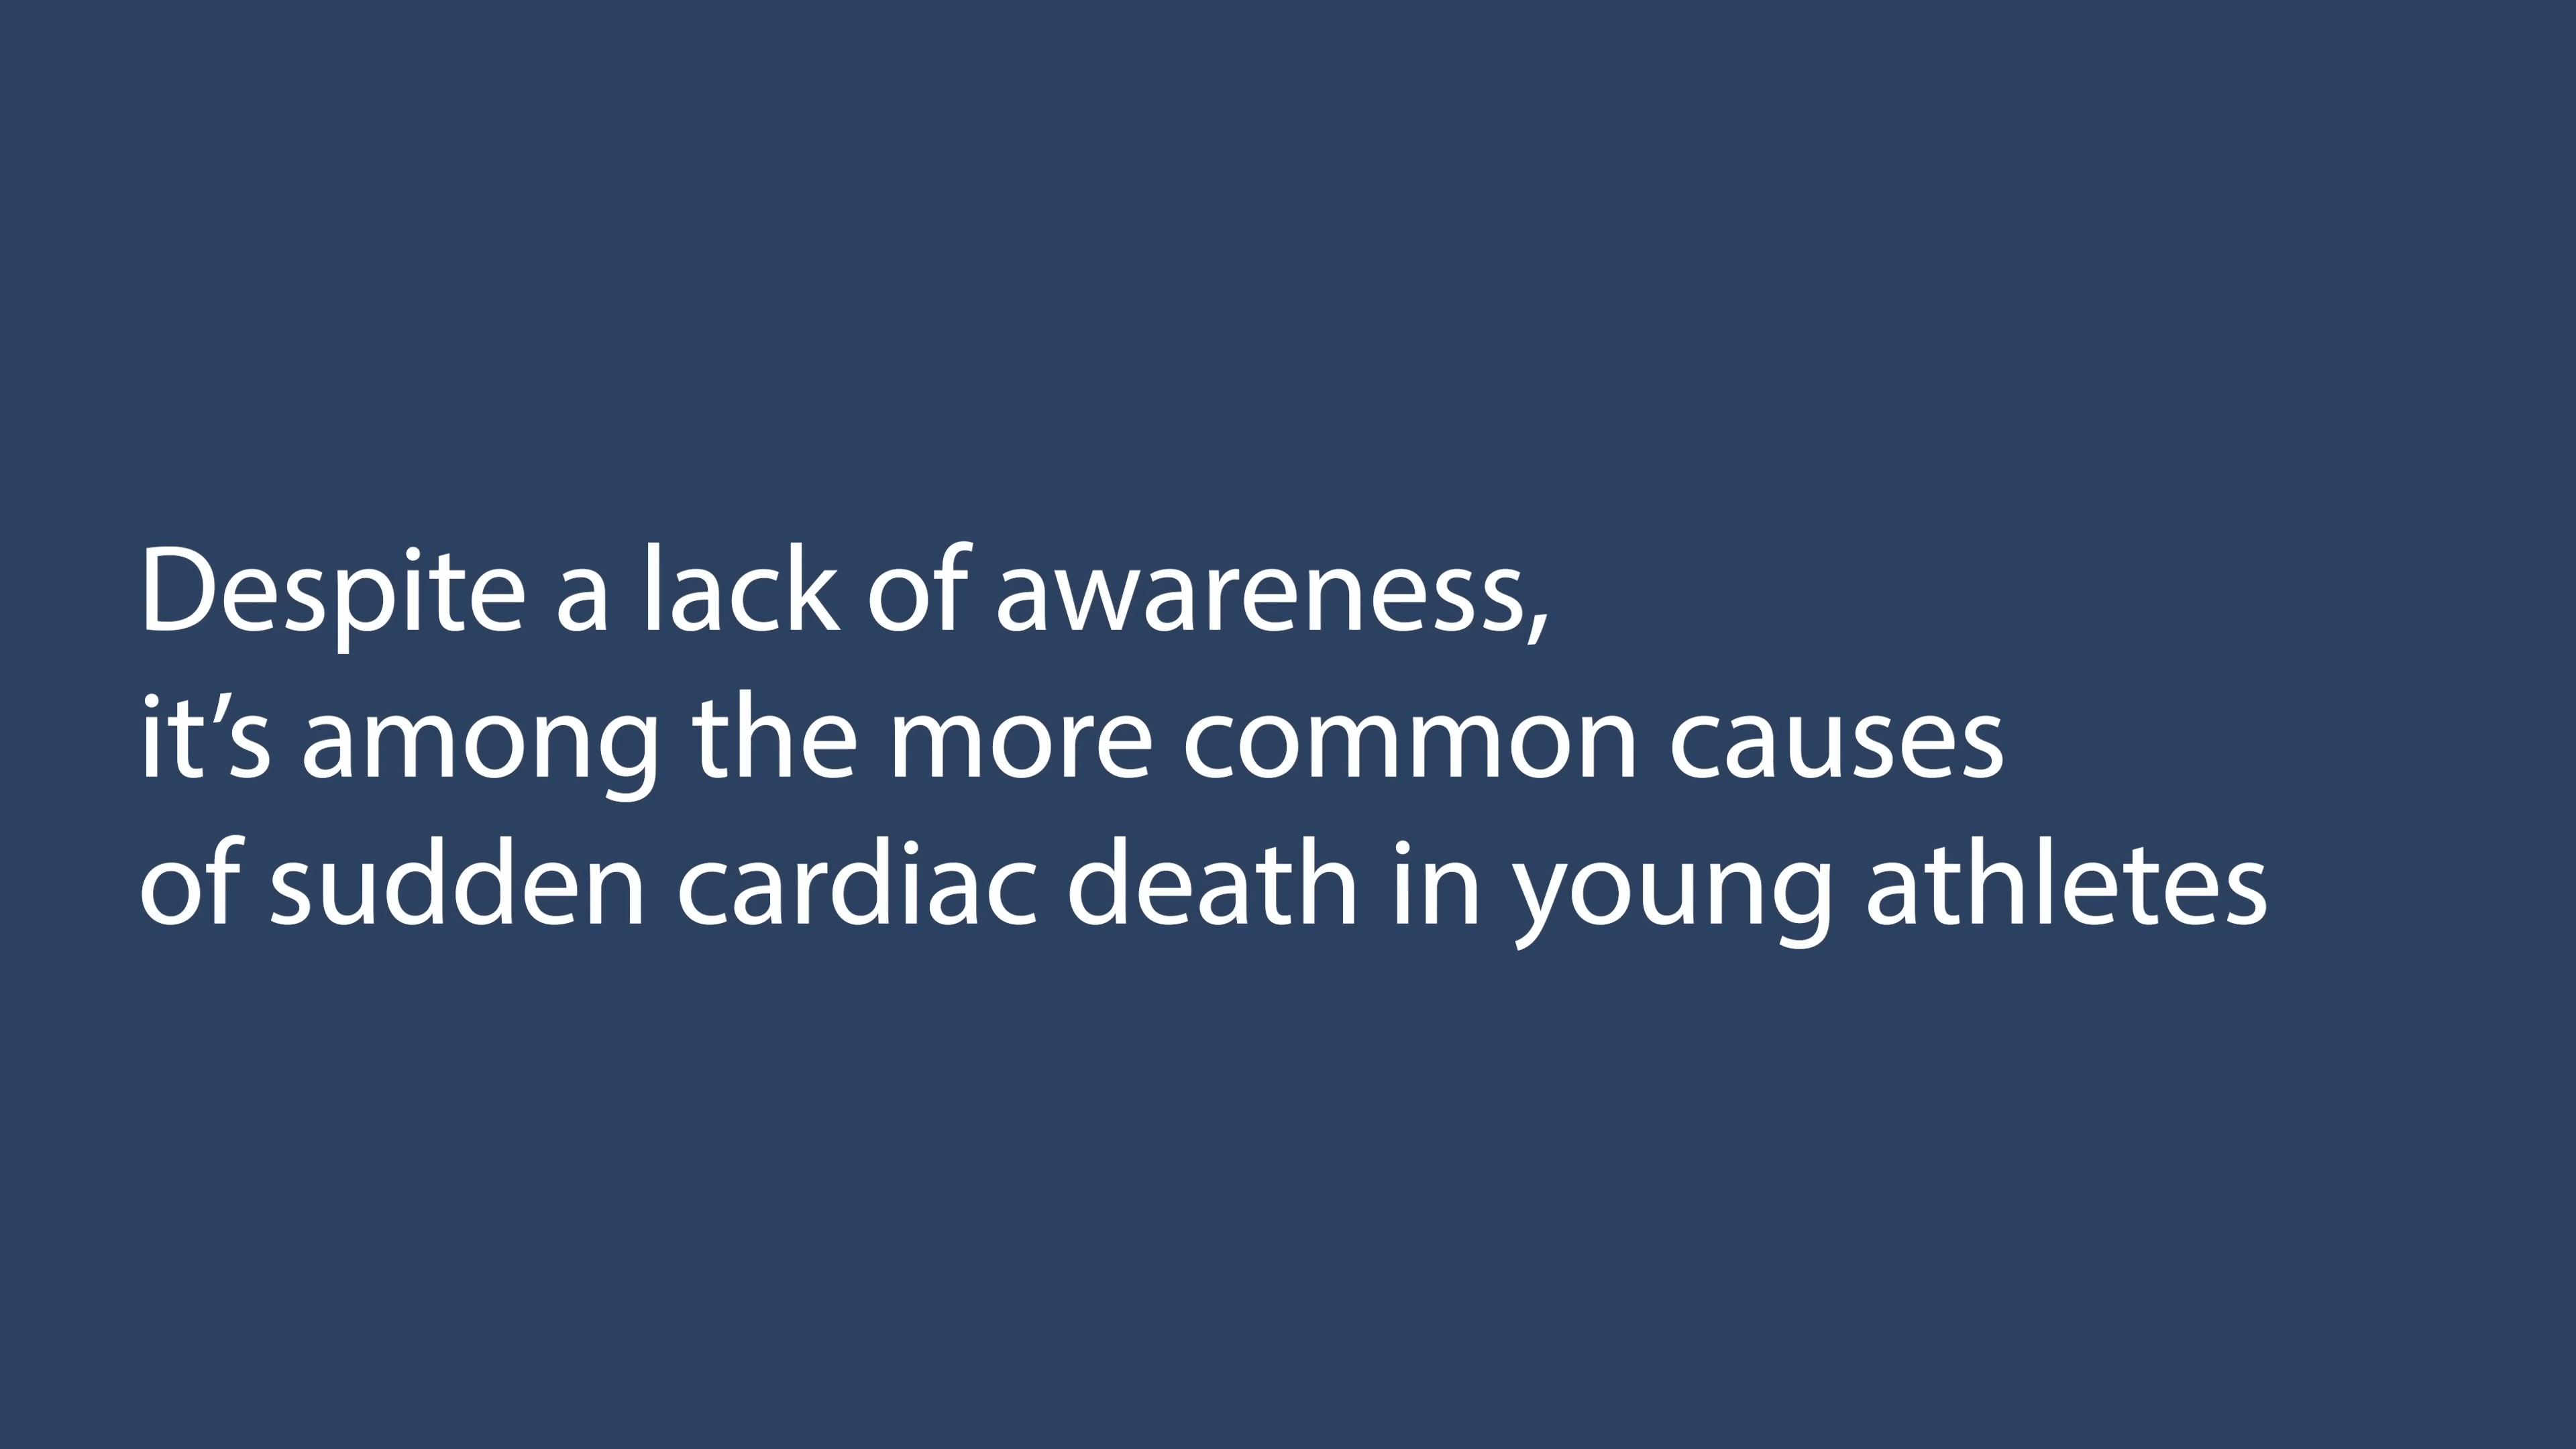 Despite a lack of awareness,
it’s among the more common causes
of sudden cardiac death in young athletes